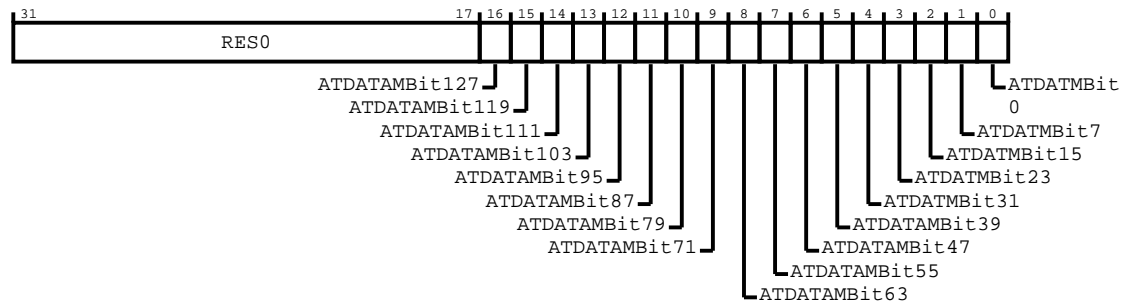 31 17 16 15 14 13 12 11 10 9 8 7 6 5 4 3 2 1 0
RES0
ATDATAMBit127 ATDATMBit
0
ATDATAMBit119
ATDATAMBit111 ATDATMBit7
ATDATAMBit103 ATDATMBit15
ATDATAMBit95 ATDATMBit23
ATDATAMBit87 ATDATMBit31
ATDATAMBit79 ATDATAMBit39
ATDATAMBit71 ATDATAMBit47
ATDATAMBit55
ATDATAMBit63